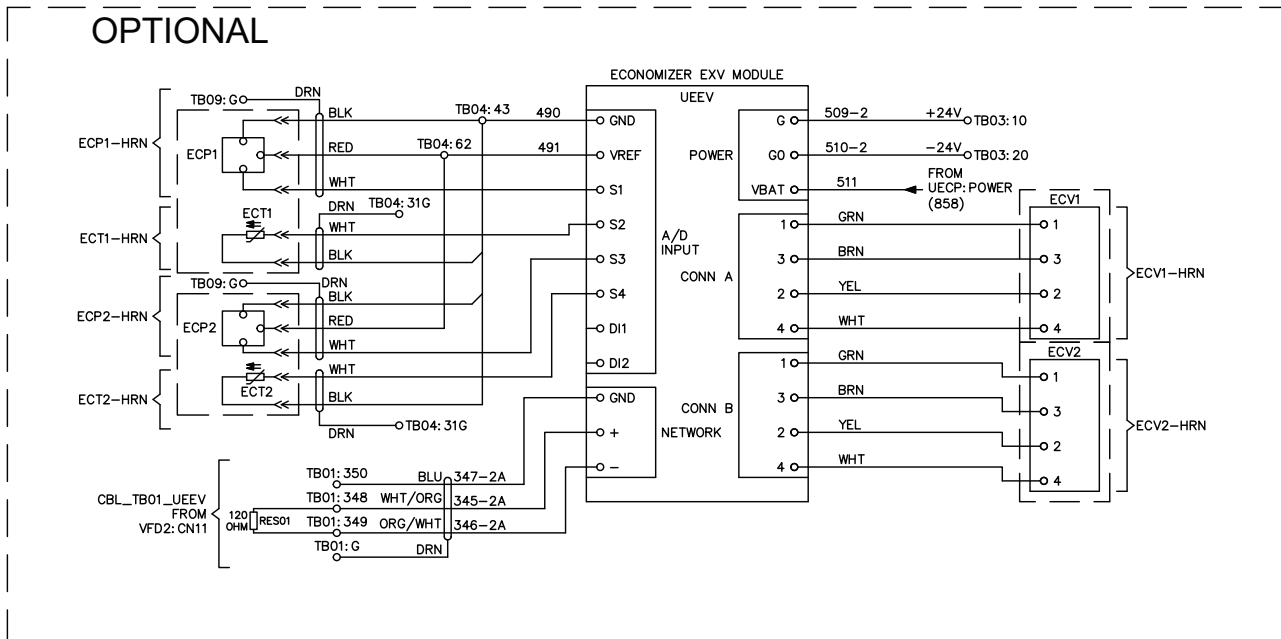 OPTIONAL
ECONOMIZER EXV MODULE
UEEV
TB09:G
DRN
BLK
TB04:43
490
GND
G
509-2
+24V
TB03:10
ECP1-HRN
ECP1
RED
TB04:62
491
VREF
POWER
G0
510-2
-24V
TB03:20
WHT
S1
VBAT
511
FROM
UECP:POWER
(858)
ECT1-HRN
ECT1
DRN
TB04:31G
WHT
S2
A/D
INPUT
BLK
S3
CONN A
1
GRN
ECV1
1
3
BRN
3
2
YEL
2
4
WHT
4
ECV1-HRN
TB09:G
DRN
BLK
S4
ECP2-HRN
ECP2
RED
DI1
WHT
DI2
ECT2-HRN
WHT
ECT2
BLK
DRN
TB04:31G
GND
NETWORK
+
-
CONN B
1
GRN
ECV2
1
3
BRN
3
2
YEL
2
4
WHT
4
ECV2-HRN
CBL_TB01_UEEV
FROM
VFD2:CN11
120
OHM
RES01
TB01:350
BLU
347-2A
TB01:348
WHT/ORG
345-2A
TB01:349
ORG/WHT
346-2A
TB01:G
DRN